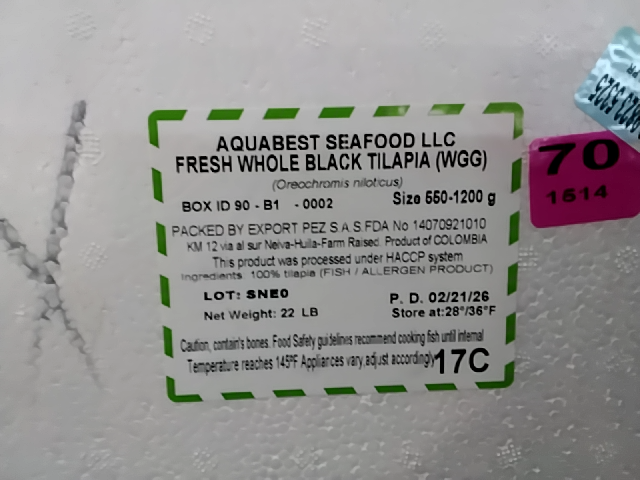 AQUABEST SEAFOOD LLC
FRESH WHOLE BLACK TILAPIA (WGG)
(Oreochromis niloticus)
BOX ID 90 - B1 - 0002 Size 550-1200 g
PACKED BY EXPORT PEZ S.A.S.FDA No 14070921010
KM 12 via al sur Neiva-Huila-Farm Raised. Product of COLOMBIA
This product was processed under HACCP system
Ingredients: 100% tilapia (FISH / ALLERGEN PRODUCT)
LOT: SNE0 P. D. 02/21/26
Net Weight: 22 LB Store at:28°/36°F
Caution, contain's bones. Food Safety guidelines recommend cooking fish until internal
Temperature reaches 145ºF Appliances vary,adjust accordingly 17C
70
1514